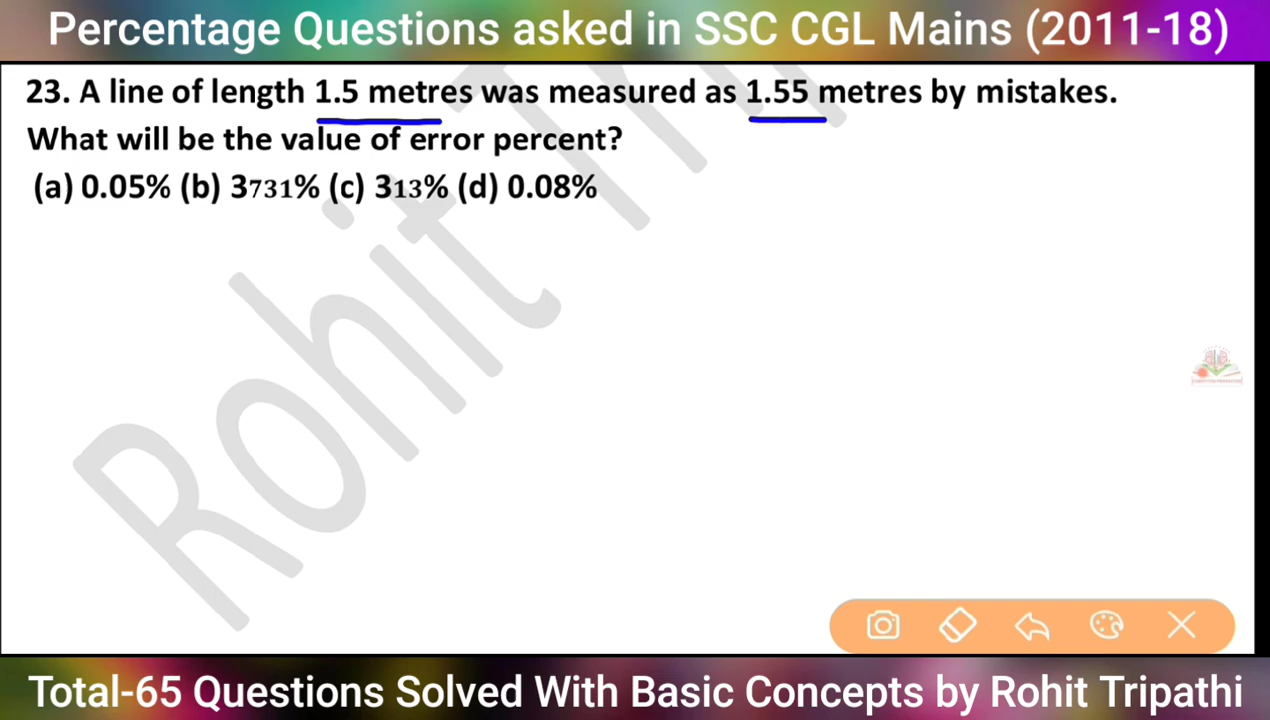 Percentage Questions asked in SSC CGL Mains (2011-18)
23. A line of length 1.5 metres was measured as 1.55 metres by mistakes.
What will be the value of error percent?
(a) 0.05% (b) 3731% (c) 313% (d) 0.08%
Rohit Tri
Total-65 Questions Solved With Basic Concepts by Rohit Tripathi